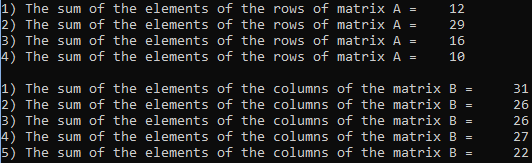 1) The sum of the elements of the rows of matrix A = 12
2) The sum of the elements of the rows of matrix A = 29
3) The sum of the elements of the rows of matrix A = 16
4) The sum of the elements of the rows of matrix A = 10
1) The sum of the elements of the columns of the matrix B = 31
2) The sum of the elements of the columns of the matrix B = 26
3) The sum of the elements of the columns of the matrix B = 26
4) The sum of the elements of the columns of the matrix B = 27
5) The sum of the elements of the columns of the matrix B = 22